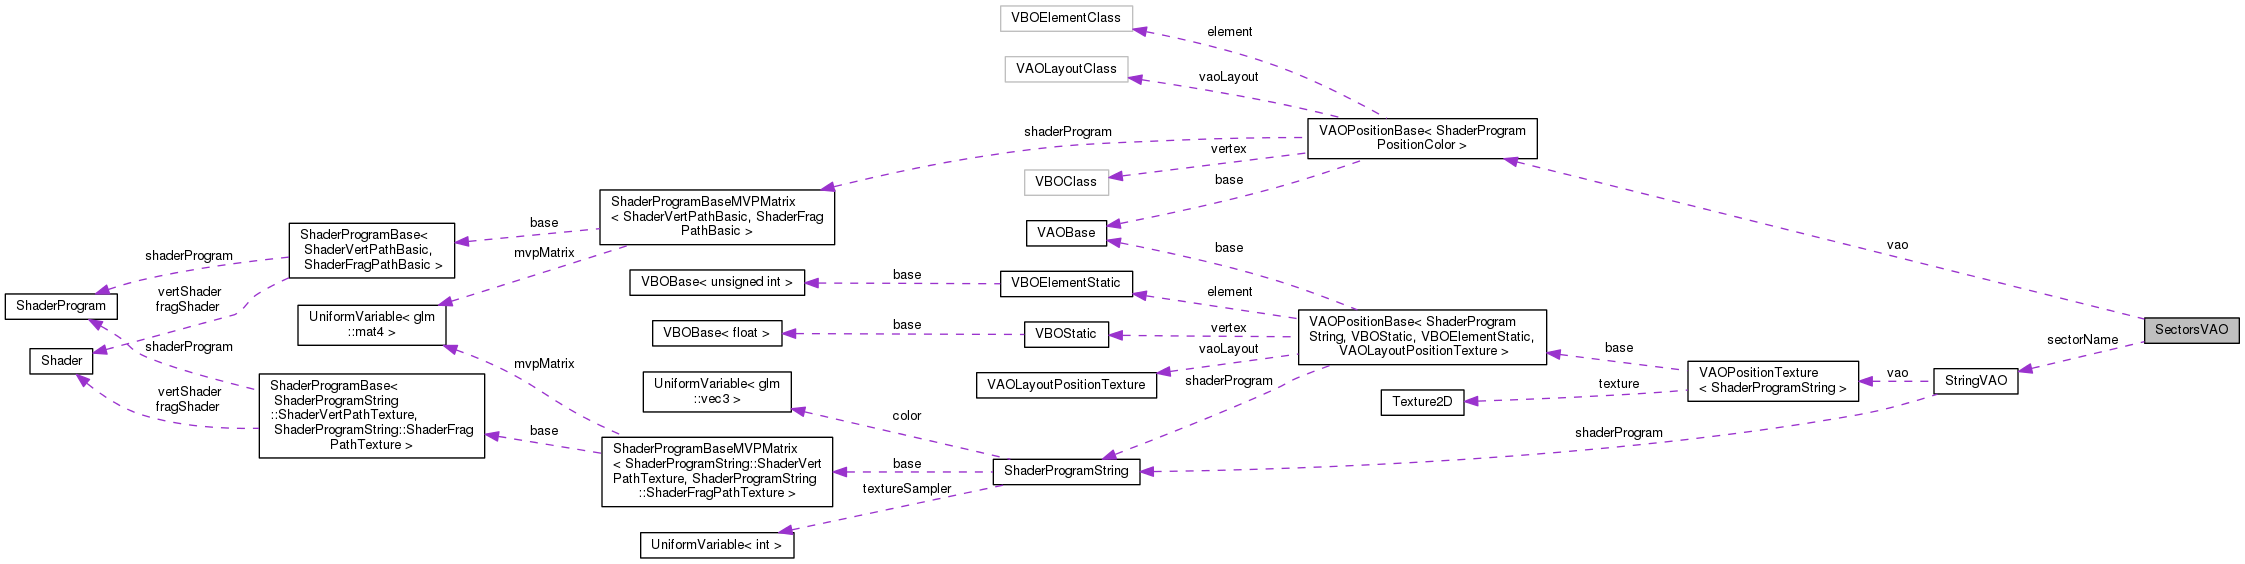 VBOElementClass
element
VAOLayoutClass
vaoLayout
VAOPositionBase< ShaderProgram
PositionColor >
shaderProgram
vertex
VBOClass
base
ShaderProgramBaseMVPMatrix
< ShaderVertPathBasic, ShaderFrag
PathBasic >
VAOBase
base
ShaderProgramBase<
ShaderVertPathBasic,
ShaderFragPathBasic >
shaderProgram
mvpMatrix
base
vao
VBOBase< unsigned int >
base
VBOElementStatic
element
vertShader
fragShader
ShaderProgram
UniformVariable< glm
::mat4 >
VBOBase< float >
base
VBOStatic
vertex
VAOPositionBase< ShaderProgram
String, VBOStatic, VBOElementStatic,
VAOLayoutPositionTexture >
SectorsVAO
sectorName
shaderProgram
Shader
vaoLayout
base
mvpMatrix
VAOLayoutPositionTexture
shaderProgram
VAOPositionTexture
< ShaderProgramString >
vao
StringVAO
texture
Texture2D
UniformVariable< glm
::vec3 >
color
ShaderProgramBase<
ShaderProgramString
::ShaderVertPathTexture,
ShaderProgramString::ShaderFrag
PathTexture >
vertShader
fragShader
base
ShaderProgramBaseMVPMatrix
< ShaderProgramString::ShaderVert
PathTexture, ShaderProgramString
::ShaderFragPathTexture >
base
ShaderProgramString
shaderProgram
textureSampler
UniformVariable< int >